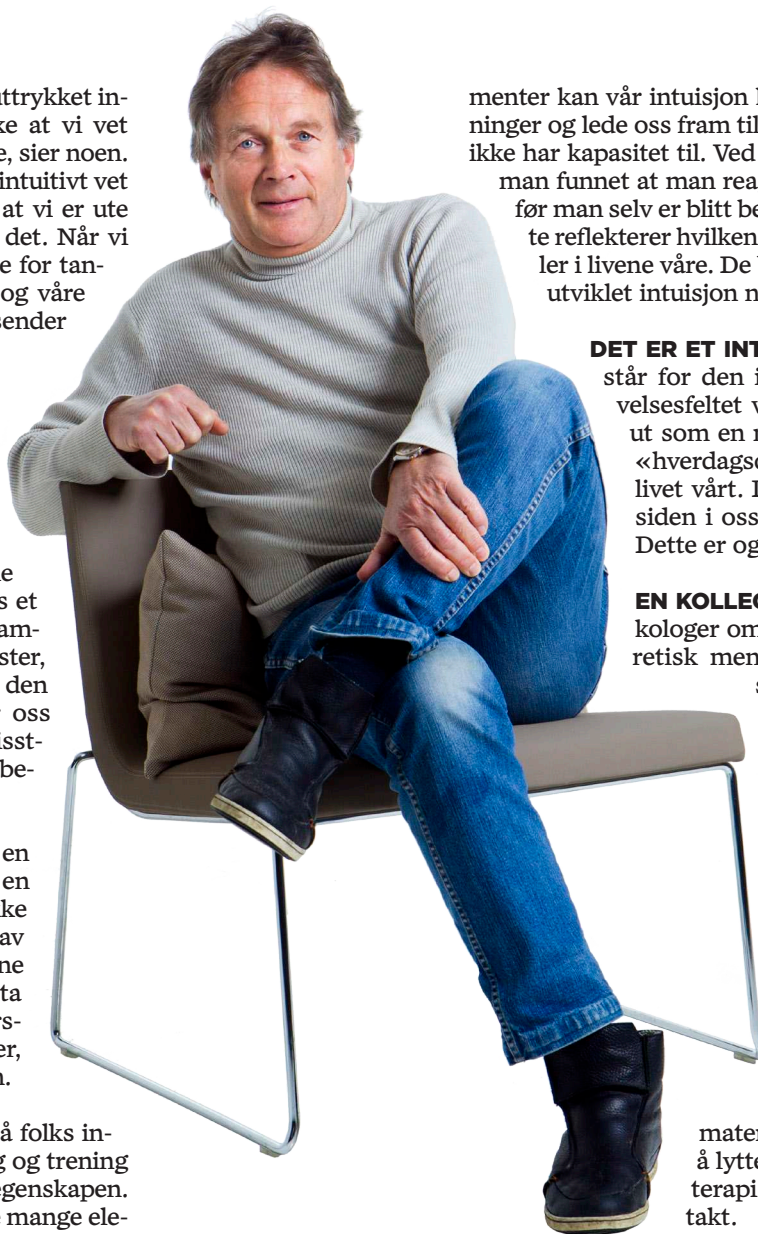 uttrykket in-
ke at vi vet
e, sier noen.
intuitivt vet
at vi er ute
det. Når vi
e for tan-
og våre
sender
s et
am-
ster,
den
oss
isst-
be-
en
en
ke
av
ne
ta
rs-
er,
n.
å folks in-
g og trening
egenskapen.
e mange ele-
menter kan vår intuisjon
ninger og lede oss fram til
ikke har kapasitet til. Ved
man funnet at man rea
før man selv er blitt be
te reflekterer hvilken
ler i livene våre. De
utviklet intuisjon n
DET ER ET INT
står for den i
velsesfeltet v
ut som en
«hverdags
livet vårt.
siden i oss
Dette er og
EN KOLLEG
kologer om
retisk men
s
mater
å lytte
terapi
takt.